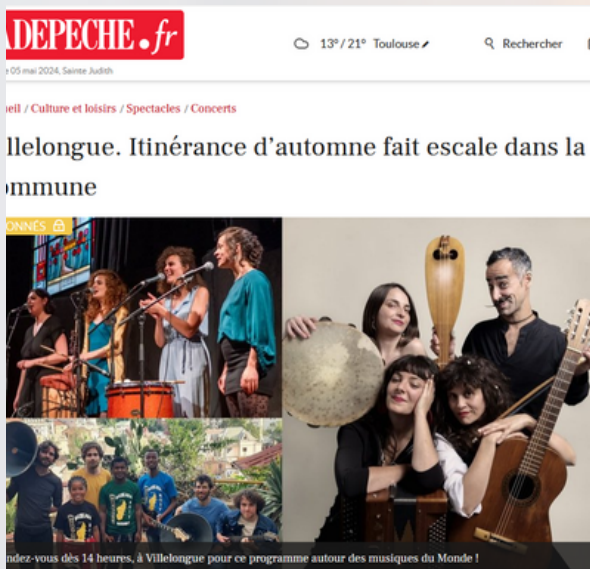 ADEPECHE.fr
13°/21° Toulouse
Rechercher
e 05 mai 2024, Sainte Judith
ueil / Culture et loisirs / Spectacles / Concerts
llelongue. Itinérance d'automne fait escale dans la
ommune
ONNÉS
ndez-vous dès 14 heures, à Villelongue pour ce programme autour des musiques du Monde !